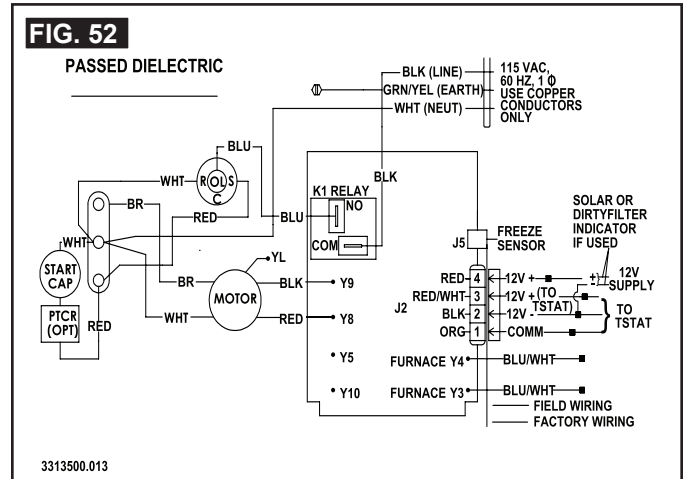 FIG. 52
PASSED DIELECTRIC
BLK (LINE)
GRN/YEL (EARTH)
WHT (NEUT)
115 VAC,
60 HZ, 1 ϕ
USE COPPER
CONDUCTORS
ONLY
BLU
WHT
R OL S
C
BR
RED
BLU
BLK
K1 RELAY
NO
COM
SOLAR OR
DIRTYFILTER
INDICATOR
IF USED
J5
FREEZE
SENSOR
WHT
START
CAP
PTCR
(OPT)
RED
YL
BR
MOTOR
BLK
Y9
WHT
RED
Y8
Y5
Y10
J2
RED
4
12V +
+
-
12V
SUPPLY
RED/WHT
3
12V + (TO
TSTAT)
BLK
2
12V -
TO
TSTAT
ORG
1
COMM
FURNACE Y4
BLU/WHT
FURNACE Y3
BLU/WHT
FIELD WIRING
FACTORY WIRING
3313500.013